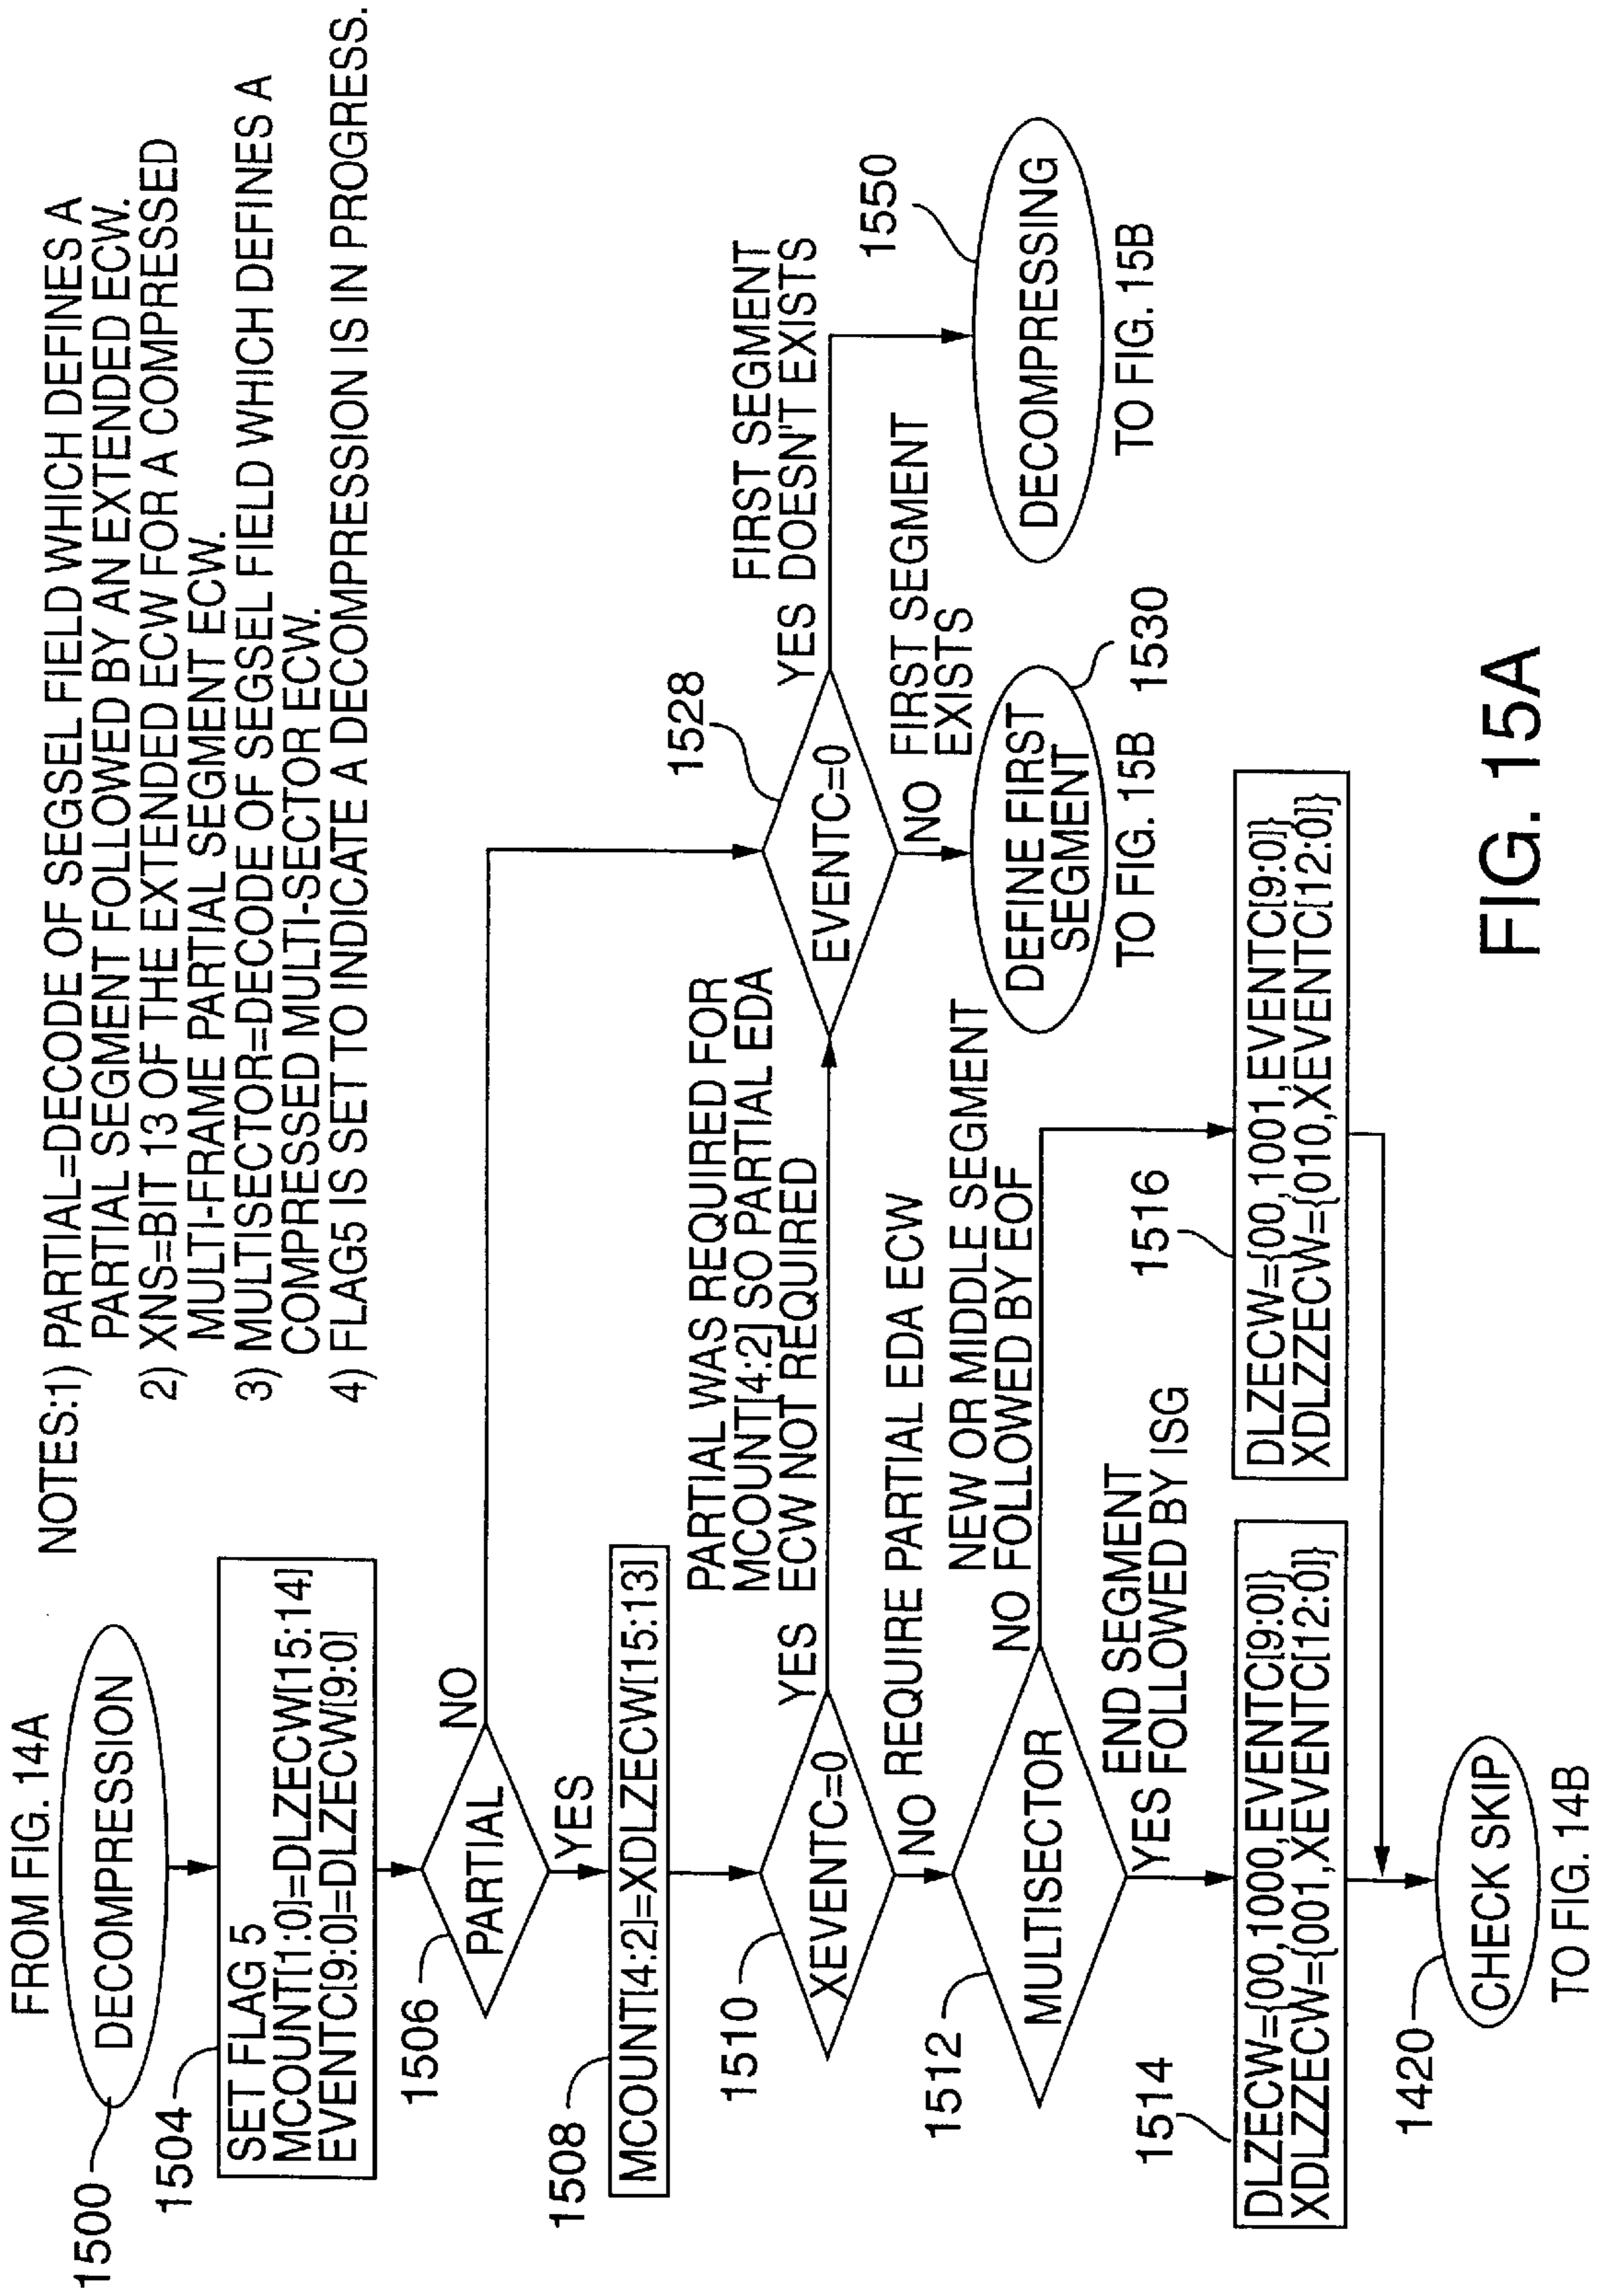 NOTES:1) PARTIAL=DECODE OF SEGSEL FIELD WHICH DEFINES A
PARTIAL SEGMENT FOLLOWED BY AN EXTENDED ECW.
2) XNS=BIT 13 OF THE EXTENDED ECW FOR A COMPRESSED
MULTI-FRAME PARTIAL SEGMENT ECW.
3) MULTISECTOR=DECODE OF SEGSEL FIELD WHICH DEFINES A
COMPRESSED MULTI-SECTOR ECW.
4) FLAG5 IS SET TO INDICATE A DECOMPRESSION IS IN PROGRESS.
FROM FIG. 14A
1500
DECOMPRESSION
1504
SET FLAG 5
MCOUNT[1:0]=DLZECW[15:14]
EVENTC[9:0]=DLZECW[9:0]
1506
PARTIAL
NO
YES
1508
MCOUNT[4:2]=XDLZECW[15:13]
1510
XEVENTC=0
PARTIAL WAS REQUIRED FOR
MCOUNT[4:2] SO PARTIAL EDA
YES ECW NOT REQUIRED
NO REQUIRE PARTIAL EDA ECW
1528
EVENTC=0
FIRST SEGMENT
YES DOESN'T EXISTS
NO FIRST SEGMENT
EXISTS
1550
DECOMPRESSING
TO FIG. 15B
DEFINE FIRST
SEGMENT
1530
TO FIG. 15B
1512
MULTISECTOR
NEW OR MIDDLE SEGMENT
NO FOLLOWED BY EOF
END SEGMENT
YES FOLLOWED BY ISG
1514
DLZECW={00,1000,EVENTC[9:0]}
XDLZZECW={001,XEVENTC[12:0]}
1516
DLZECW={00,1001,EVENTC[9:0]}
XDLZZECW={010,XEVENTC[12:0]}
1420
CHECK SKIP
TO FIG. 14B
FIG. 15A